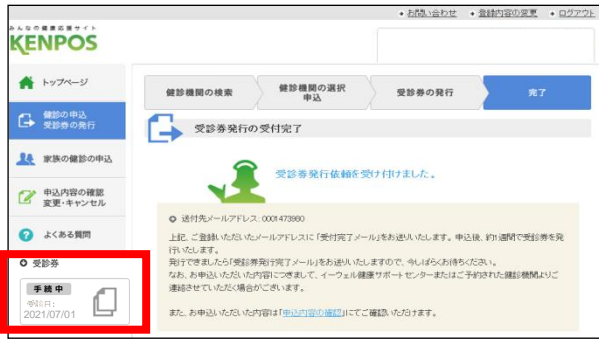 お問い合わせ
登録内容の変更
ログアウト
みんなの健康応援サイト
KENPOS
トップページ
健診の申込
受診券の発行
家族の健診の申込
申込内容の確認
変更・キャンセル
よくある質問
受診券
手続中
受診日:
2021/07/01
健診機関の検索
健診機関の選択
申込
受診券の発行
完了
受診券発行の受付完了
受診券発行依頼を受け付けました。
送付先メールアドレス:0001473980
上記、ご登録いただいたメールアドレスに「受付完了メール」をお送りいたします。申込後、約1週間で受診券を発
行いたします。
発行できましたら「受診券発行完了メール」をお送りいたしますので、今しばらくお待ちください。
なお、お申込いただいた内容につきまして、イーウェル健康サポートセンターまたはご予約された健診機関よりご
連絡させていただく場合がございます。
また、お申込いただいた内容は「申込内容の確認」にてご確認いただけます。